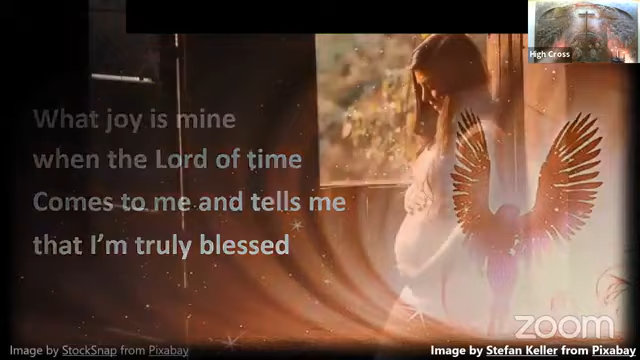 High Cross
What joy is mine
when the Lord of time
Comes to me and tells me
that I'm truly blessed
zoom
Image by StockSnap from Pixabay
Image by Stefan Keller from Pixabay